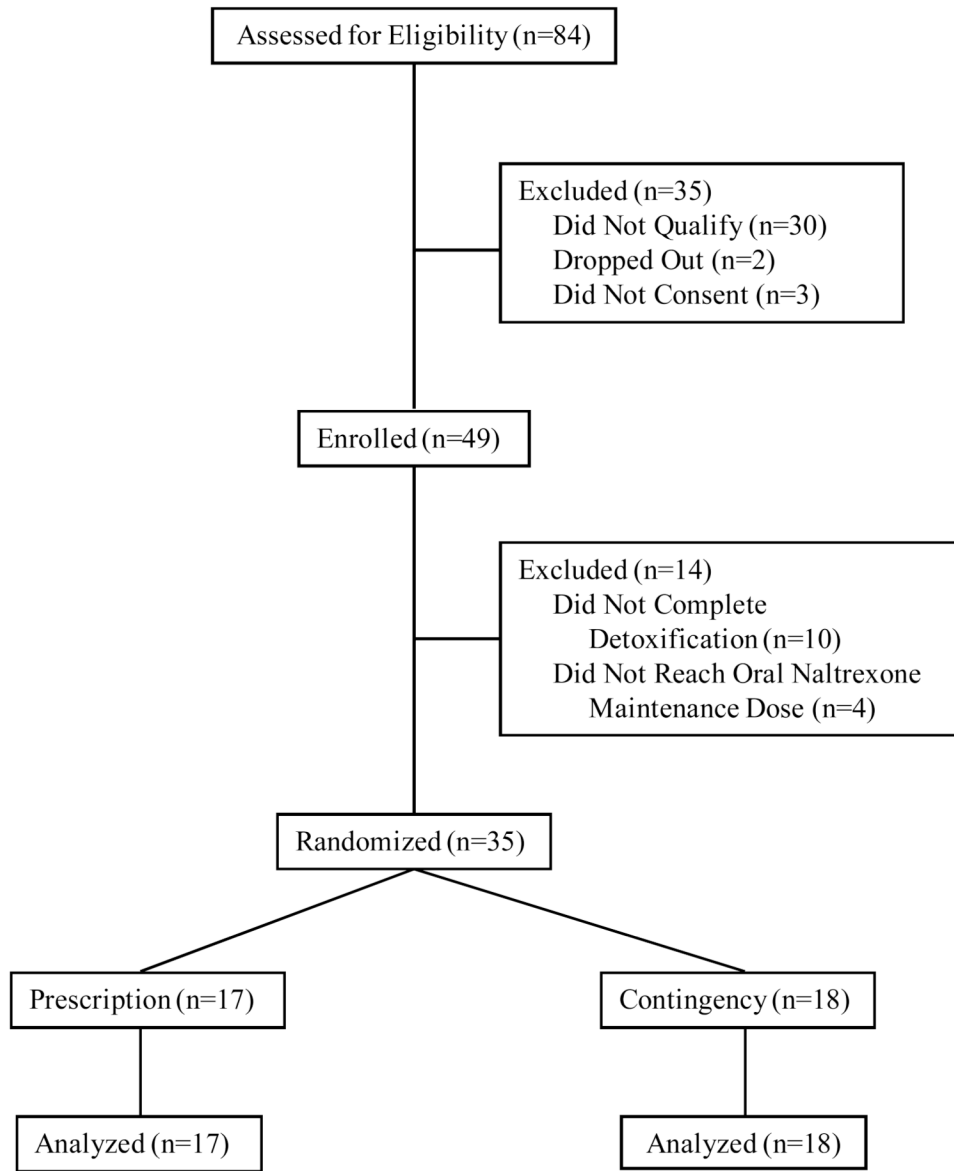 Assessed for Eligibility (n=84)
Excluded (n=35)
Did Not Qualify (n=30)
Dropped Out (n=2)
Did Not Consent (n=3)
Enrolled (n=49)
Excluded (n=14)
Did Not Complete
Detoxification (n=10)
Did Not Reach Oral Naltrexone
Maintenance Dose (n=4)
Randomized (n=35)
Prescription (n=17)
Contingency (n=18)
Analyzed (n=17)
Analyzed (n=18)